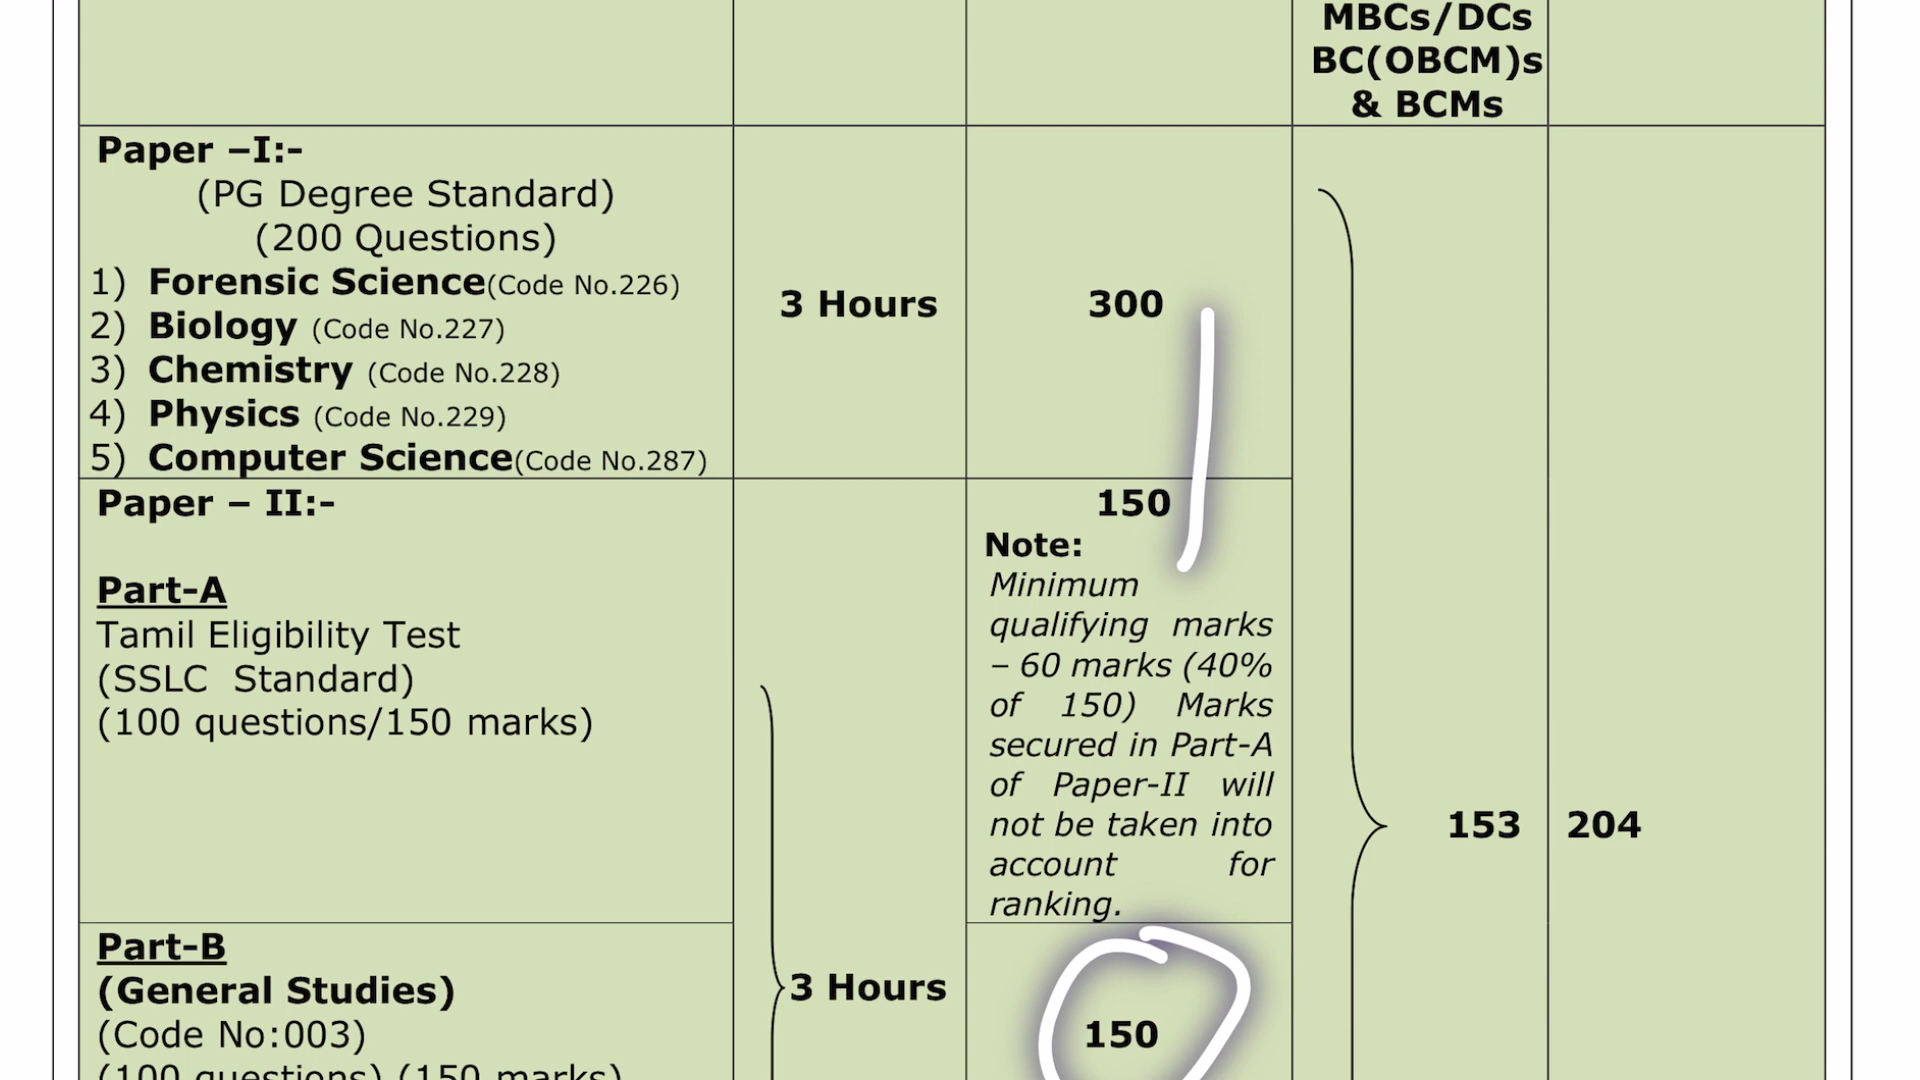 MBCs/DCs
BC(OBCM)s
& BCMs
Paper –I:-
(PG Degree Standard)
(200 Questions)
1) Forensic Science(Code No.226)
2) Biology (Code No.227)
3) Chemistry (Code No.228)
4) Physics (Code No.229)
5) Computer Science(Code No.287)
3 Hours
300
Paper – II:-
Part-A
Tamil Eligibility Test
(SSLC Standard)
(100 questions/150 marks)
150
Note:
Minimum
qualifying marks
– 60 marks (40%
of 150) Marks
secured in Part-A
of Paper-II will
not be taken into
account for
ranking.
153
204
Part-B
(General Studies)
(Code No:003)
(100 questions) (150 marks)
3 Hours
150